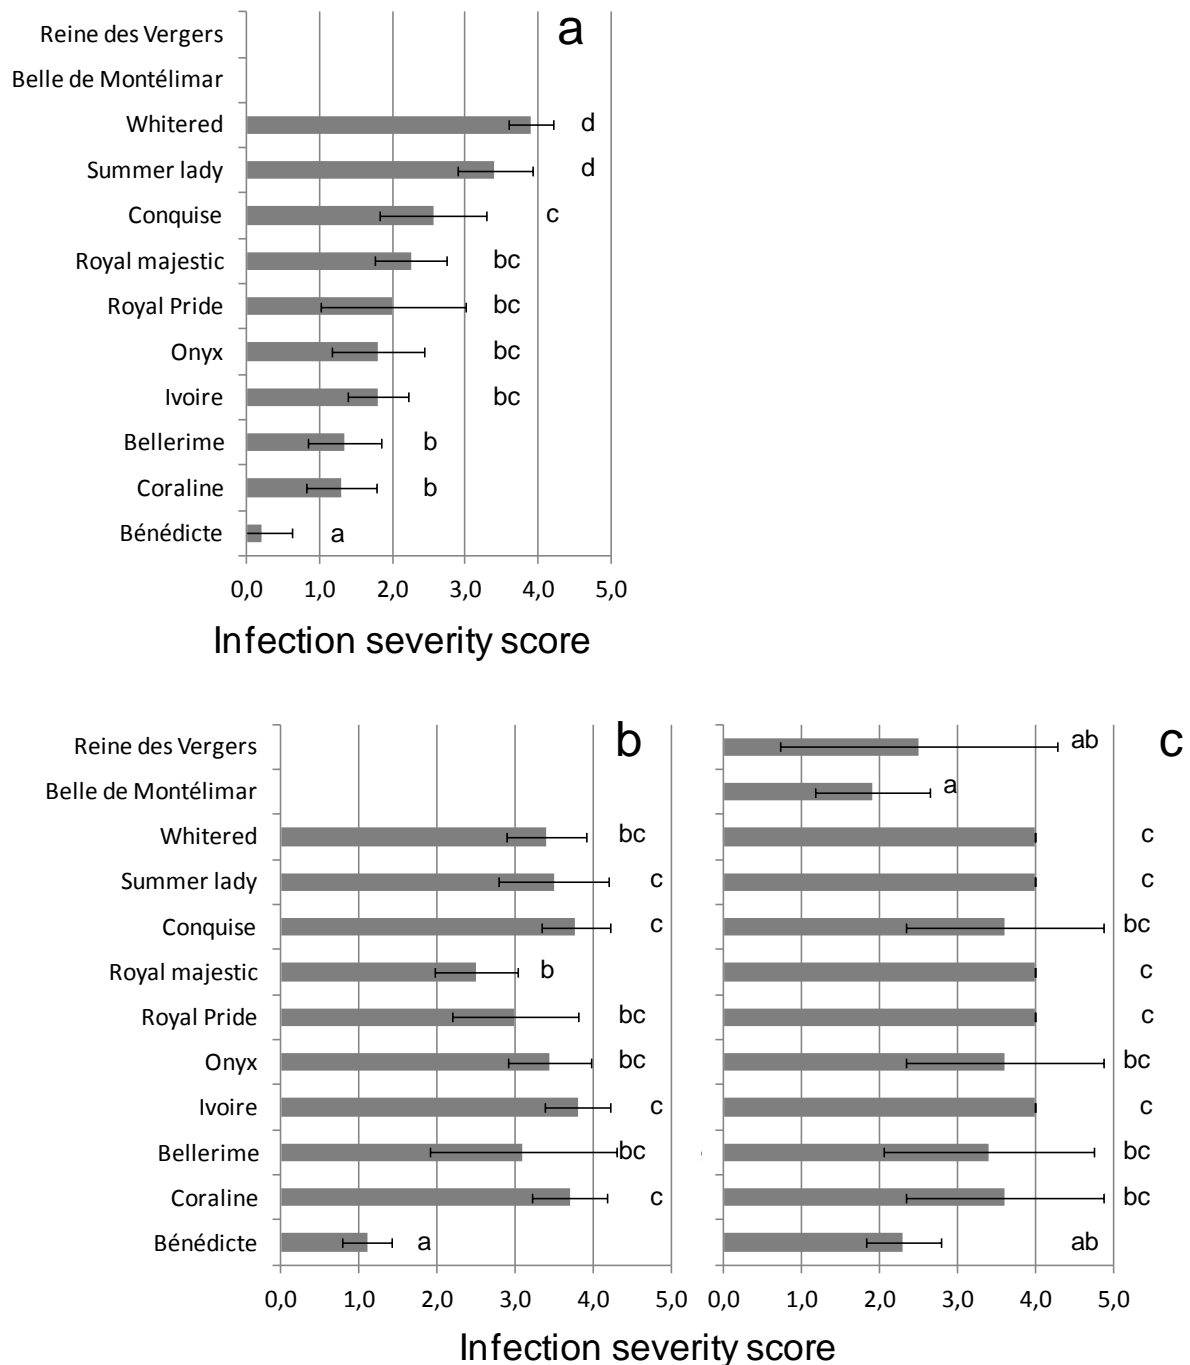 a
Reine des Vergers
Belle de Montélimar
Whitered d
Summer lady d
Conquise c
Royal majestic bc
Royal Pride bc
Onyx bc
Ivoire bc
Bellerime b
Coraline b
Bénédicte a
0,0 1,0 2,0 3,0 4,0 5,0
Infection severity score
b c
Reine des Vergers ab
Belle de Montélimar a
Whitered bc c
Summer lady c c
Conquise c bc
Royal majestic b c
Royal Pride bc c
Onyx bc bc
Ivoire c c
Bellerime bc bc
Coraline c bc
Bénédicte a ab
0,0 1,0 2,0 3,0 4,0 5,0 0,0 1,0 2,0 3,0 4,0 5,0
Infection severity score